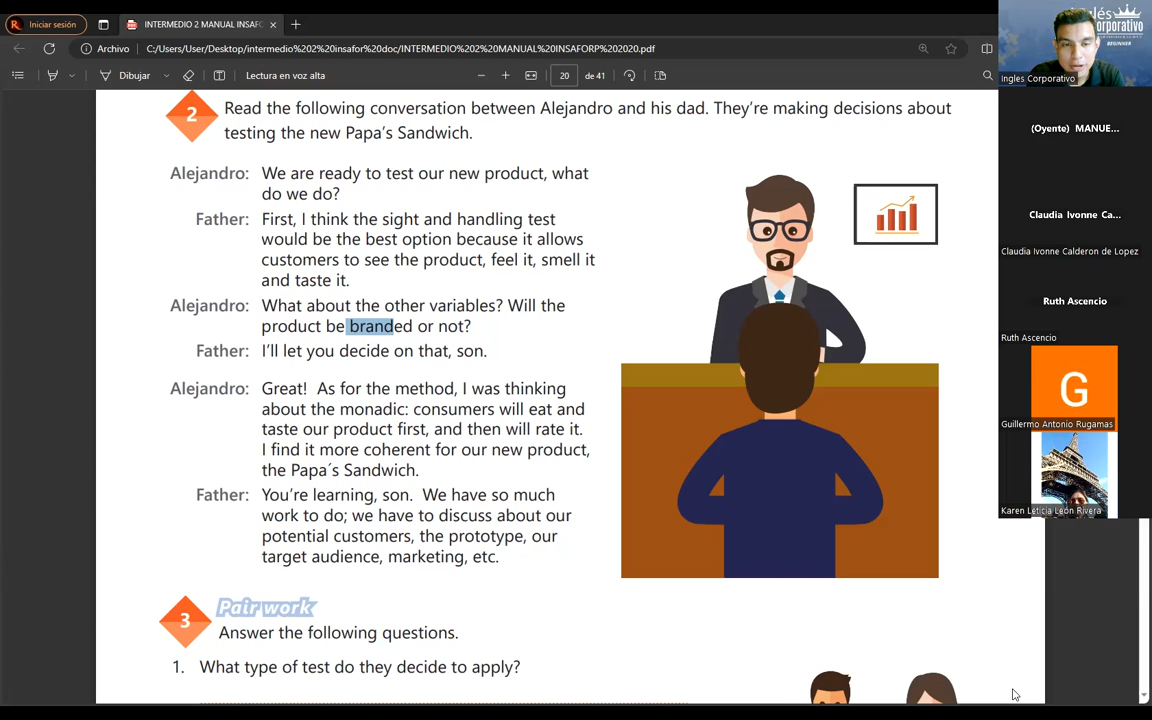 Iniciar sesión
INTERMEDIO 2 MANUAL INSAFO
Archivo
C:/Users/User/Desktop/intermedio%202%20insafor%20doc/INTERMEDIO%202%20MANUAL%20INSAFORP%202020.pdf
Dibujar
Lectura en voz alta
20
de 41
2
Read the following conversation between Alejandro and his dad. They're making decisions about
testing the new Papa's Sandwich.
Alejandro: We are ready to test our new product, what
do we do?
Father: First, I think the sight and handling test
would be the best option because it allows
customers to see the product, feel it, smell it
and taste it.
Alejandro: What about the other variables? Will the
product be branded or not?
Father: I'll let you decide on that, son.
Alejandro: Great! As for the method, I was thinking
about the monadic: consumers will eat and
taste our product first, and then will rate it.
I find it more coherent for our new product,
the Papa´s Sandwich.
Father: You're learning, son. We have so much
work to do; we have to discuss about our
potential customers, the prototype, our
target audience, marketing, etc.
3
Pair work
Answer the following questions.
1. What type of test do they decide to apply?
Inglés
Corporativo
BEGINNER
Ingles Corporativo
(Oyente) MANUE...
Claudia Ivonne Ca...
Claudia Ivonne Calderon de Lopez
Ruth Ascencio
Ruth Ascencio
G
Guillermo Antonio Rugamas
Karen Leticia León Rivera